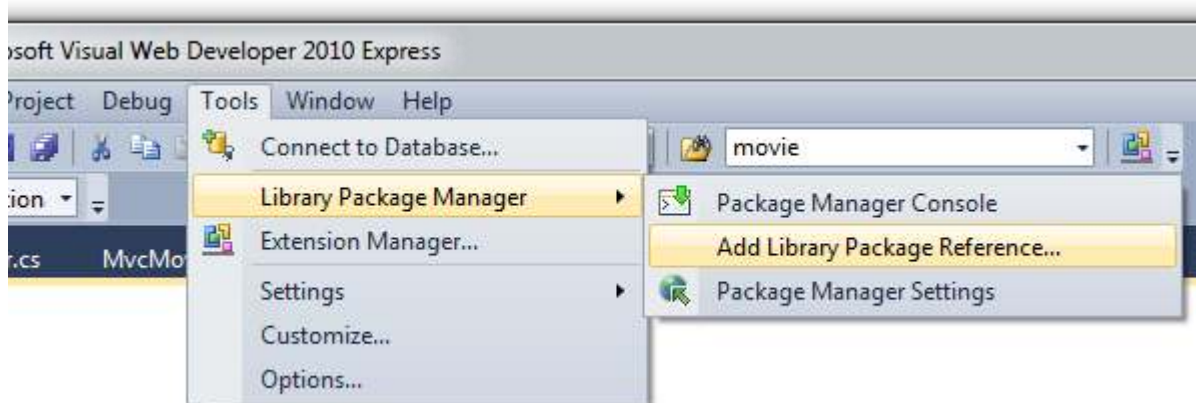 osoft Visual Web Developer 2010 Express
Project Debug Tools Window Help
Connect to Database... movie
tion Library Package Manager Package Manager Console
r.cs MvcMo Extension Manager... Add Library Package Reference...
Settings Package Manager Settings
Customize...
Options...